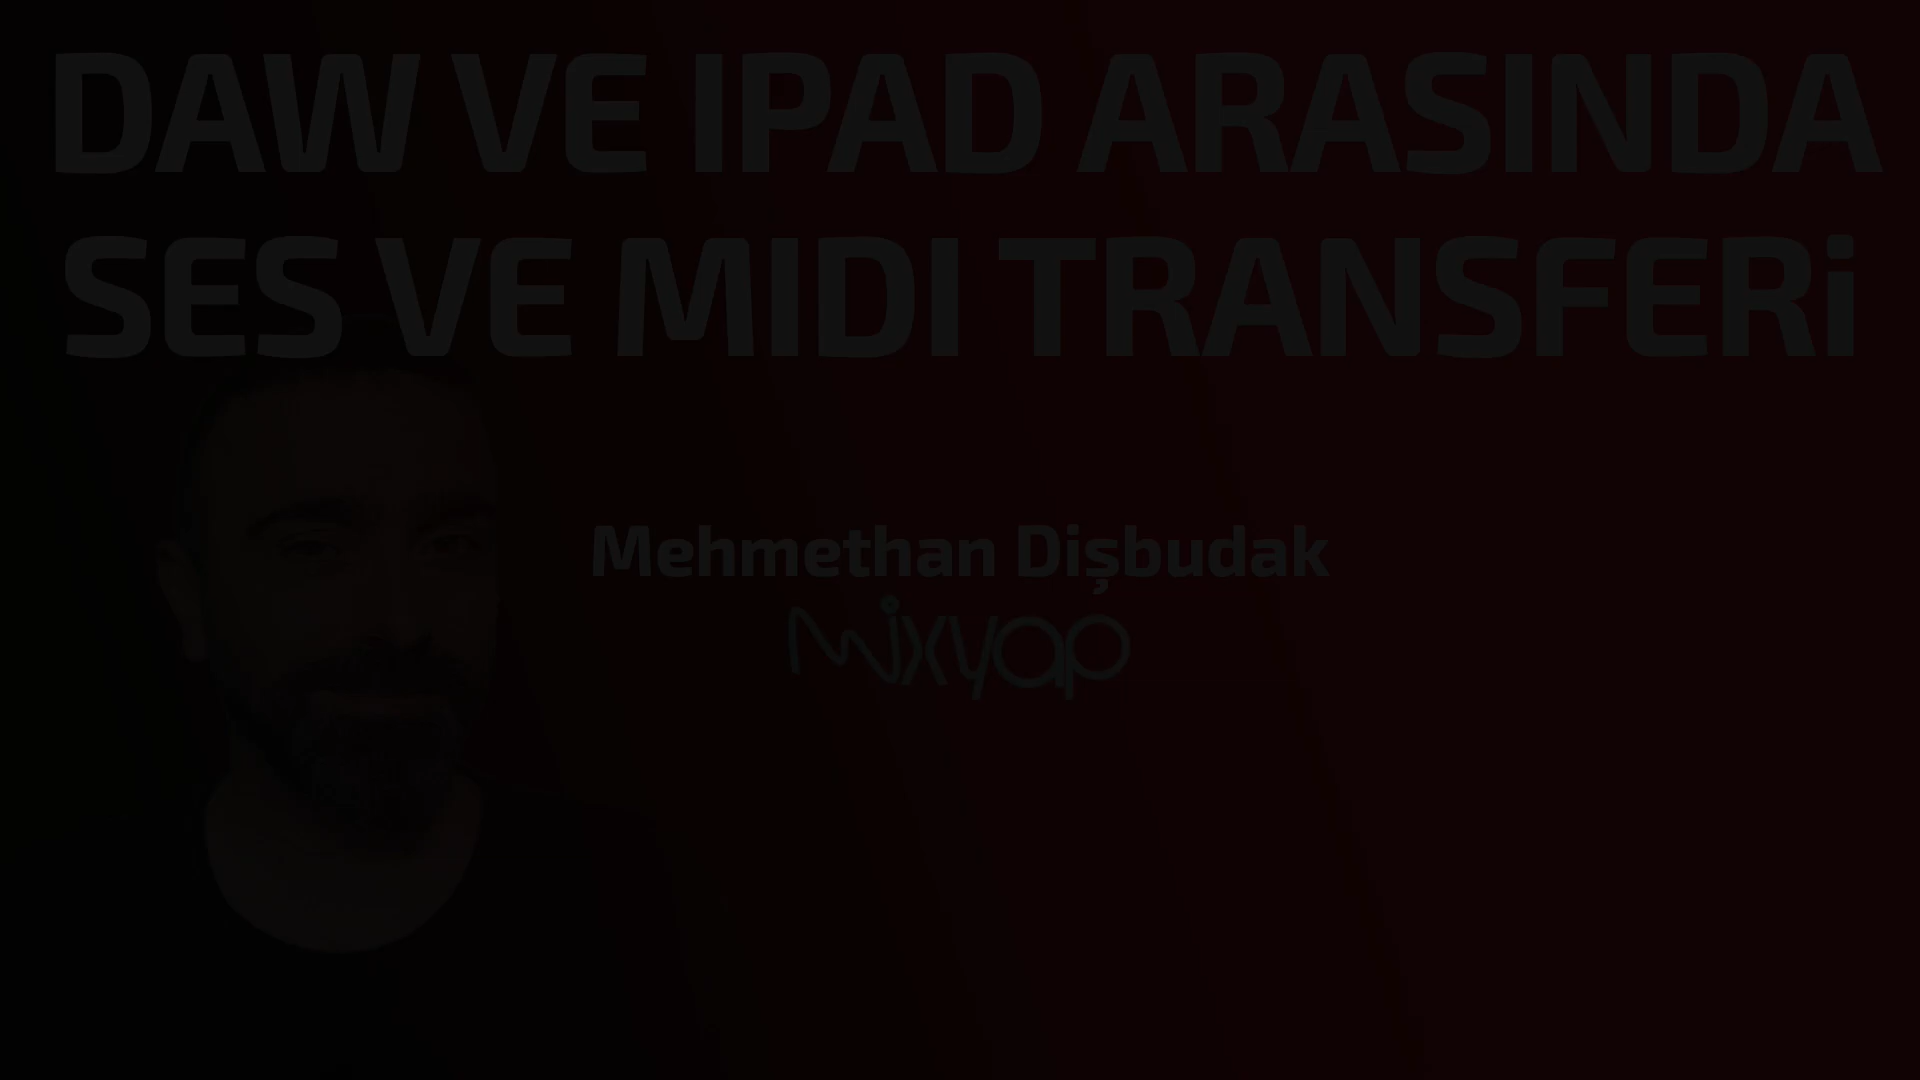 DAW VE IPAD ARASINDA
SES VE MIDI TRANSFERi
Mehmethan Dişbudak
mixyap